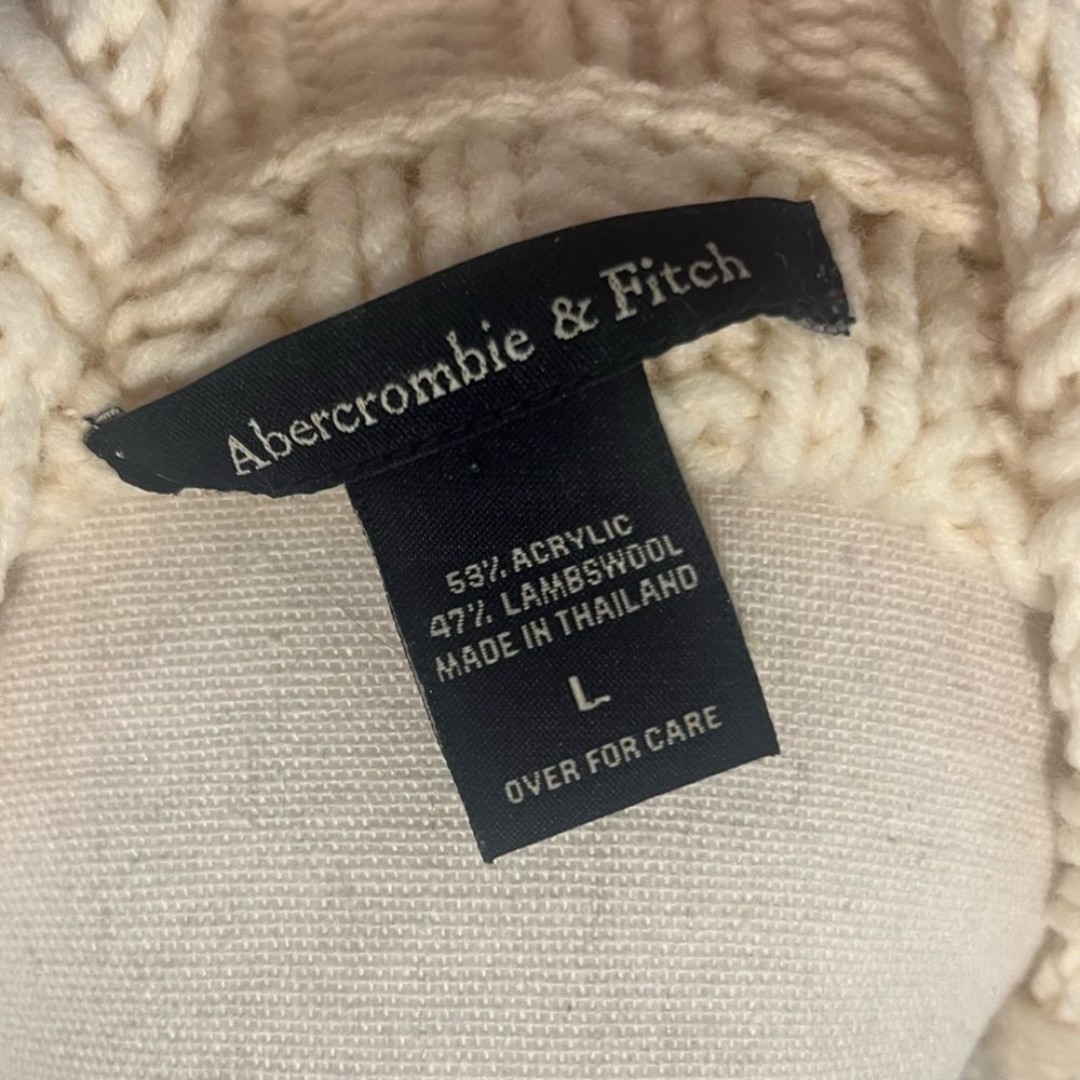 Abercrombie & Fitch
53% ACRYLIC
47% LAMBSWOOL
MADE IN THAILAND
L
OVER FOR CARE